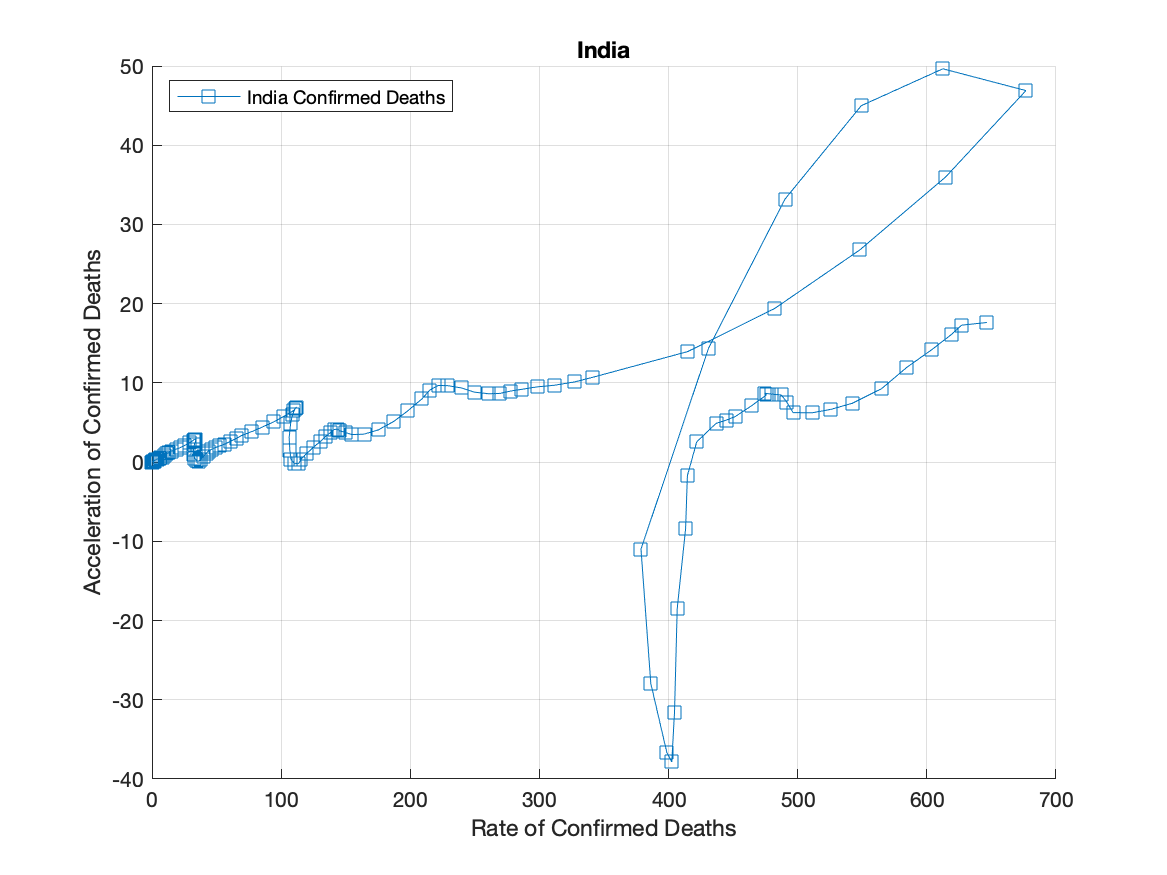 India
India Confirmed Deaths
50
40
30
20
10
0
-10
-20
-30
-40
Acceleration of Confirmed Deaths
0 100 200 300 400 500 600 700
Rate of Confirmed Deaths